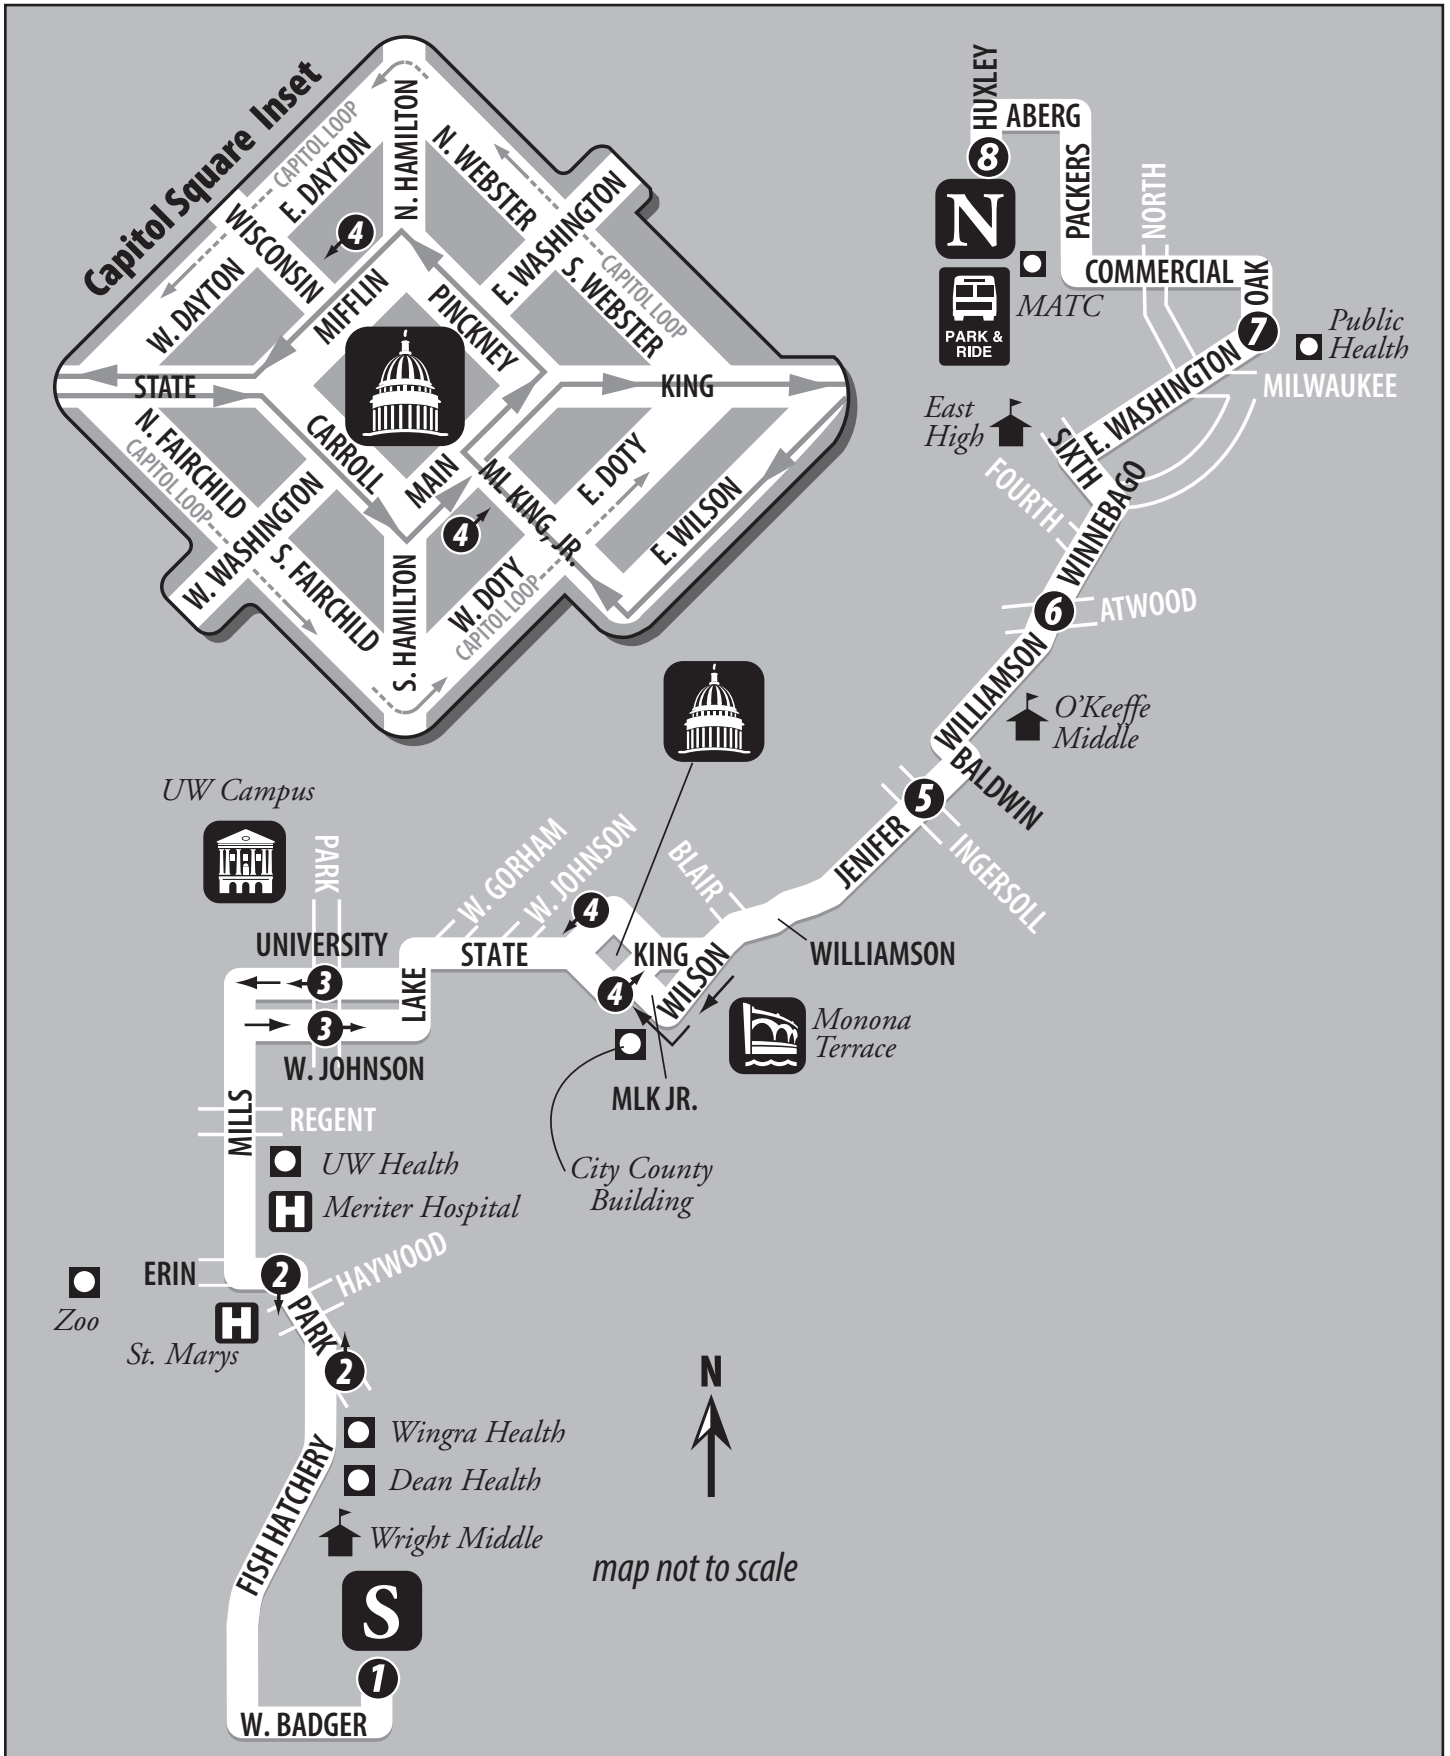 Capitol Square Inset
CAPITOL LOOP
E. DAYTON
N. HAMILTON
N. WEBSTER
E. WASHINGTON
WISCONSIN
4
W. DAYTON
MIFFLIN
PINCKNEY
S. WEBSTER
CAPITOL LOOP
STATE
KING
N. FAIRCHILD
CAPITOL LOOP
CARROLL
MAIN
ML KING, JR.
E. DOTY
E. WILSON
W. WASHINGTON
4
S. FAIRCHILD
S. HAMILTON
W. DOTY
CAPITOL LOOP
HUXLEY
ABERG
8
PACKERS
NORTH
N
MATC
PARK &
RIDE
COMMERCIAL
OAK
7
Public
Health
E. WASHINGTON
MILWAUKEE
East
High
SIXTH
FOURTH
WINNEBAGO
6
ATWOOD
WILLIAMSON
O'Keeffe
Middle
BALDWIN
5
JENIFER
INGERSOLL
UW Campus
PARK
W. GORHAM
W. JOHNSON
BLAIR
4
UNIVERSITY
STATE
KING
WILLIAMSON
3
LAKE
4
WILSON
3
W. JOHNSON
Monona
Terrace
MLK JR.
MILLS
REGENT
UW Health
City County
Building
Meriter Hospital
H
ERIN
2
HAYWOOD
Zoo
H
PARK
St. Marys
2
N
Wingra Health
Dean Health
FISH HATCHERY
Wright Middle
map not to scale
S
1
W. BADGER